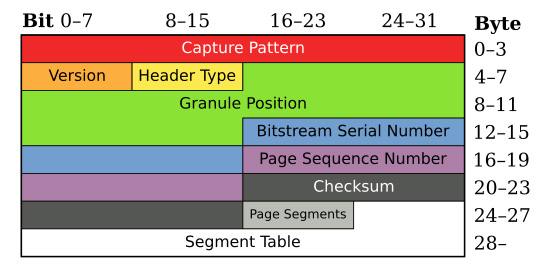 Bit 0–7 8–15 16–23 24–31 Byte
Capture Pattern 0–3
Version Header Type 4–7
Granule Position 8–11
Bitstream Serial Number 12–15
Page Sequence Number 16–19
Checksum 20–23
Page Segments 24–27
Segment Table 28–